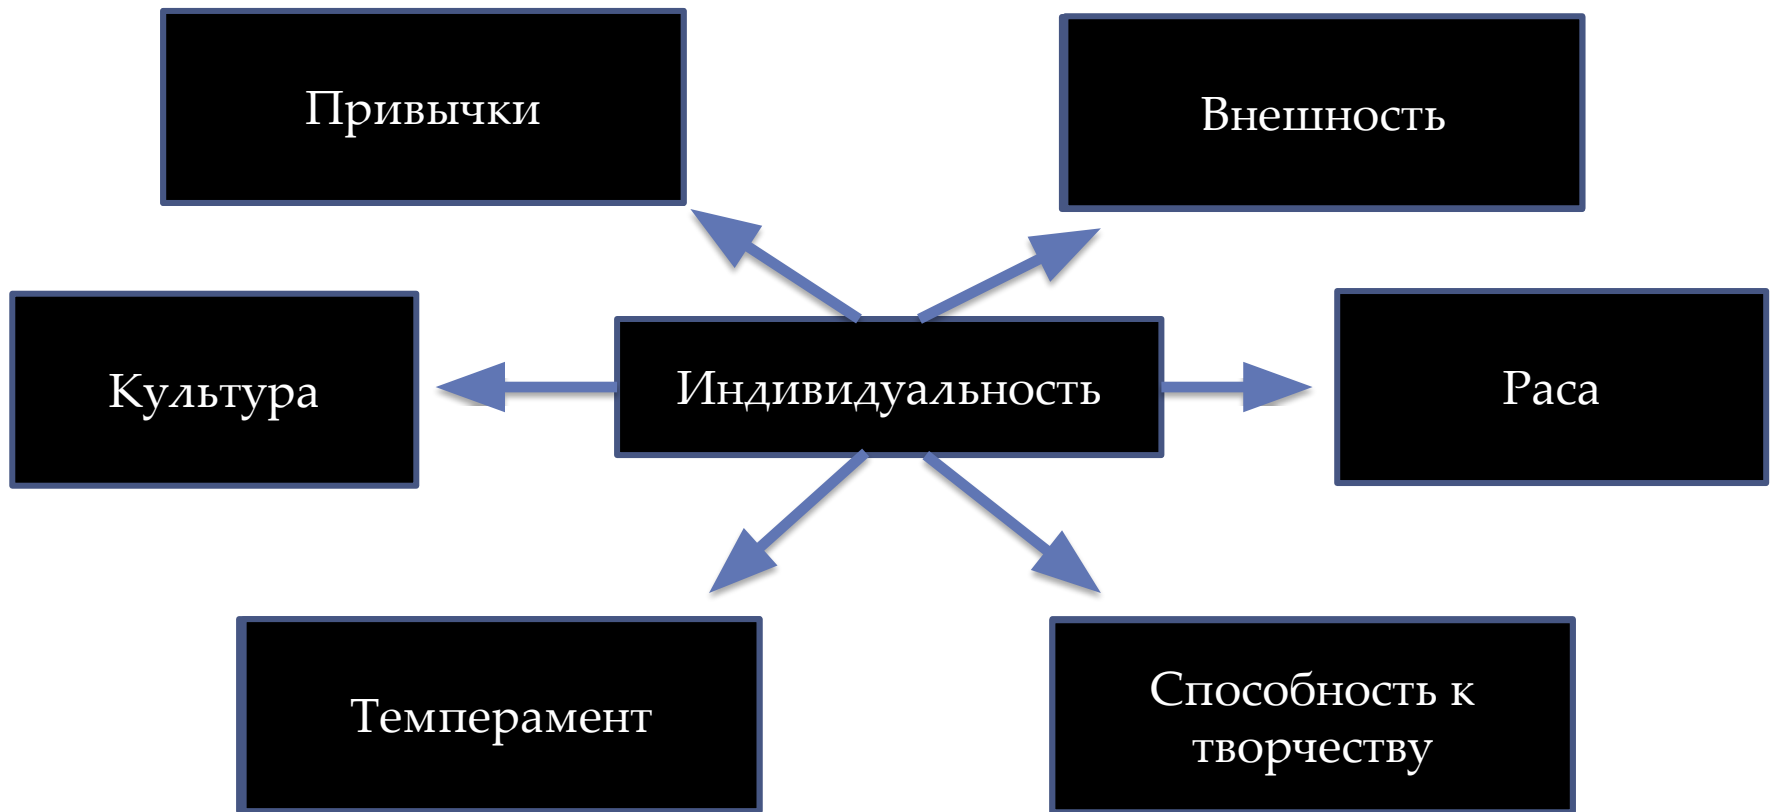 Привычки
Внешность
Культура
Индивидуальность
Раса
Темперамент
Способность к
творчеству